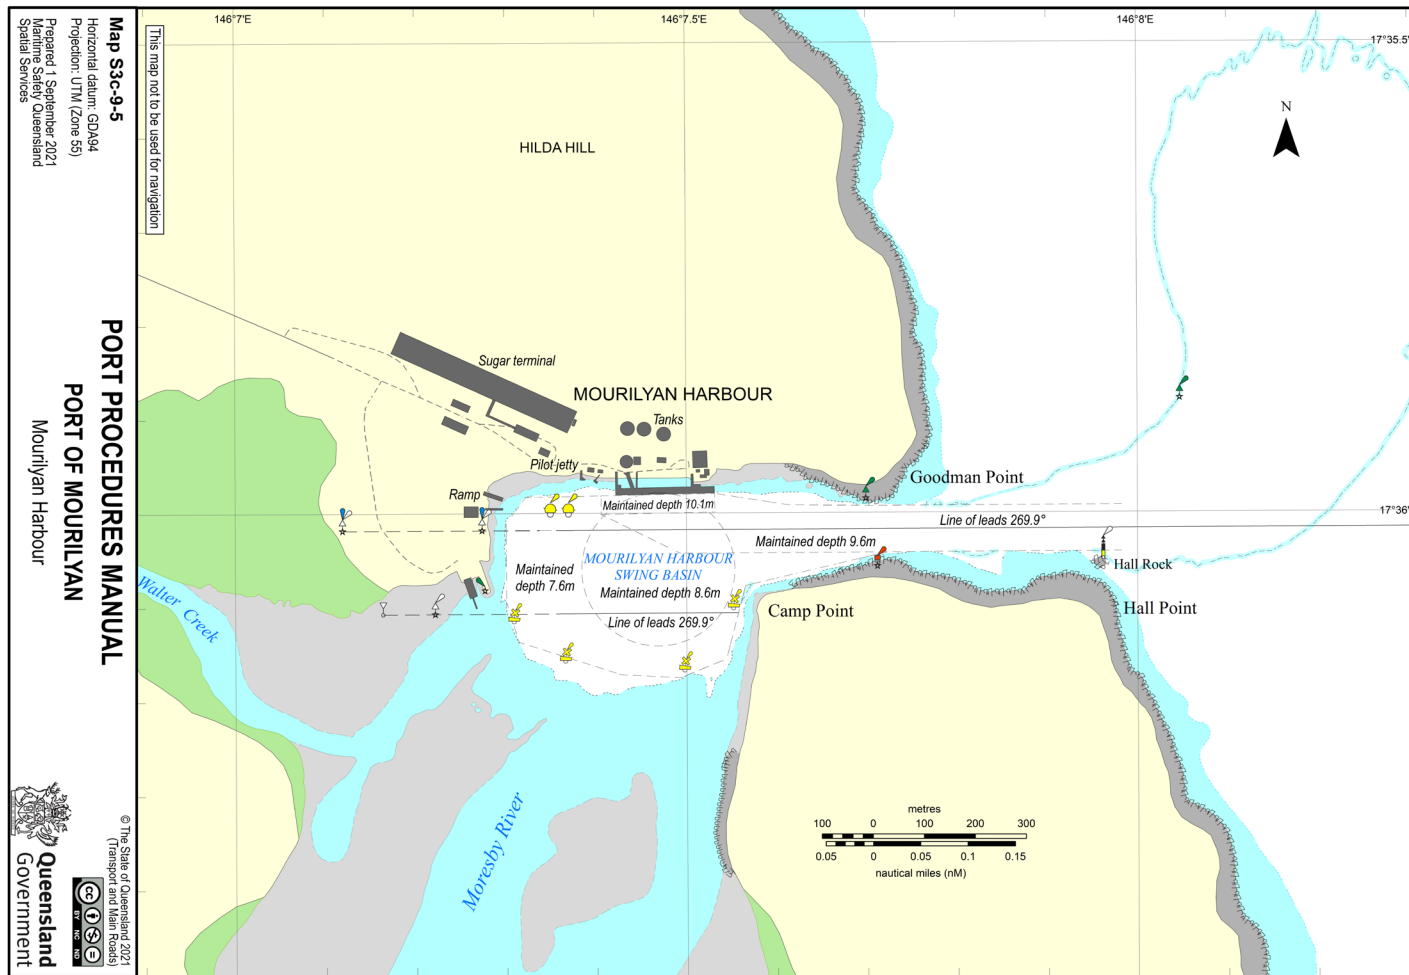 Map S3c-9-5
Horizontal datum: GDA94
Projection: UTM (Zone 55)
Prepared 1 September 2021
Maritime Safety Queensland
Spatial Services
This map not to be used for navigation
PORT PROCEDURES MANUAL
PORT OF MOURILYAN
Mourilyan Harbour
© The State of Queensland 2021
(Transport and Main Roads)
cc
BY NC ND
Queensland
Government
146°7'E
146°7.5'E
146°8'E
17°35.5'
N
HILDA HILL
Sugar terminal
MOURILYAN HARBOUR
Tanks
Pilot jetty
Goodman Point
Ramp
Maintained depth 10.1m
17°36'
Line of leads 269.9°
Maintained depth 9.6m
MOURILYAN HARBOUR
SWING BASIN
Hall Rock
Maintained
depth 7.6m
Maintained depth 8.6m
Camp Point
Hall Point
Line of leads 269.9°
Walter Creek
Moresby River
metres
100 0 100 200 300
0.05 0 0.05 0.1 0.15
nautical miles (nM)